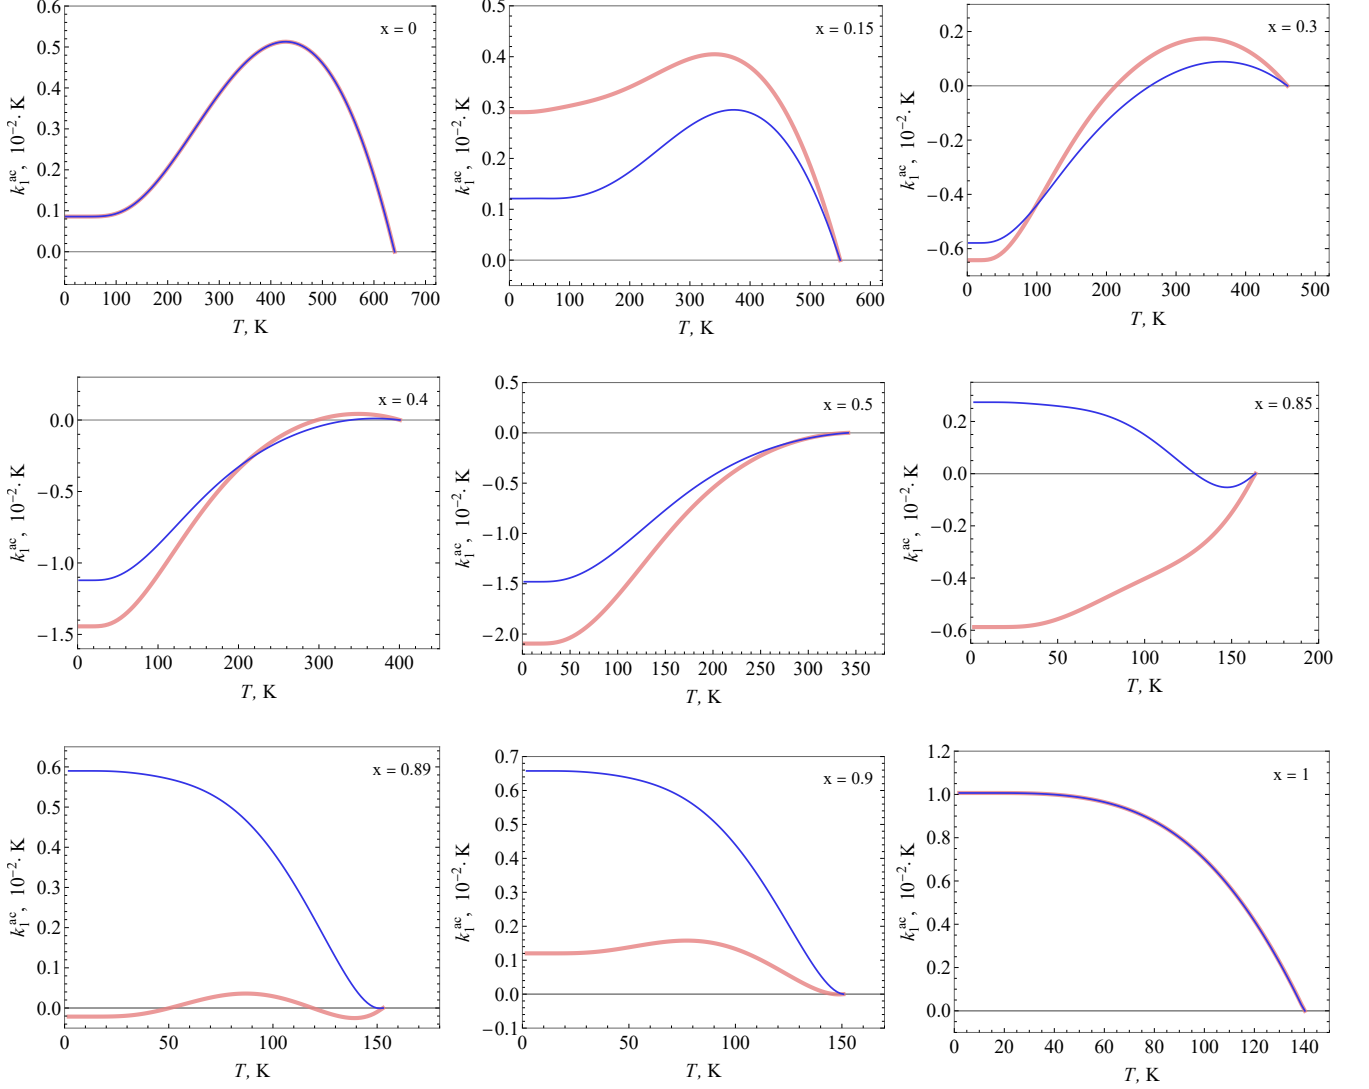 x = 0
k₁ᵃᶜ, 10⁻²· K
0.6
0.5
0.4
0.3
0.2
0.1
0.0
0 100 200 300 400 500 600 700
T, K
x = 0.15
k₁ᵃᶜ, 10⁻²· K
0.5
0.4
0.3
0.2
0.1
0.0
0 100 200 300 400 500 600
T, K
x = 0.3
k₁ᵃᶜ, 10⁻²· K
0.2
0.0
−0.2
−0.4
−0.6
0 100 200 300 400 500
T, K
x = 0.4
k₁ᵃᶜ, 10⁻²· K
0.0
−0.5
−1.0
−1.5
0 100 200 300 400
T, K
x = 0.5
k₁ᵃᶜ, 10⁻²· K
0.5
0.0
−0.5
−1.0
−1.5
−2.0
0 50 100 150 200 250 300 350
T, K
x = 0.85
k₁ᵃᶜ, 10⁻²· K
0.2
0.0
−0.2
−0.4
−0.6
0 50 100 150 200
T, K
x = 0.89
k₁ᵃᶜ, 10⁻²· K
0.6
0.5
0.4
0.3
0.2
0.1
0.0
0 50 100 150
T, K
x = 0.9
k₁ᵃᶜ, 10⁻²· K
0.7
0.6
0.5
0.4
0.3
0.2
0.1
0.0
−0.1
0 50 100 150
T, K
x = 1
k₁ᵃᶜ, 10⁻²· K
1.2
1.0
0.8
0.6
0.4
0.2
0.0
0 20 40 60 80 100 120 140
T, K